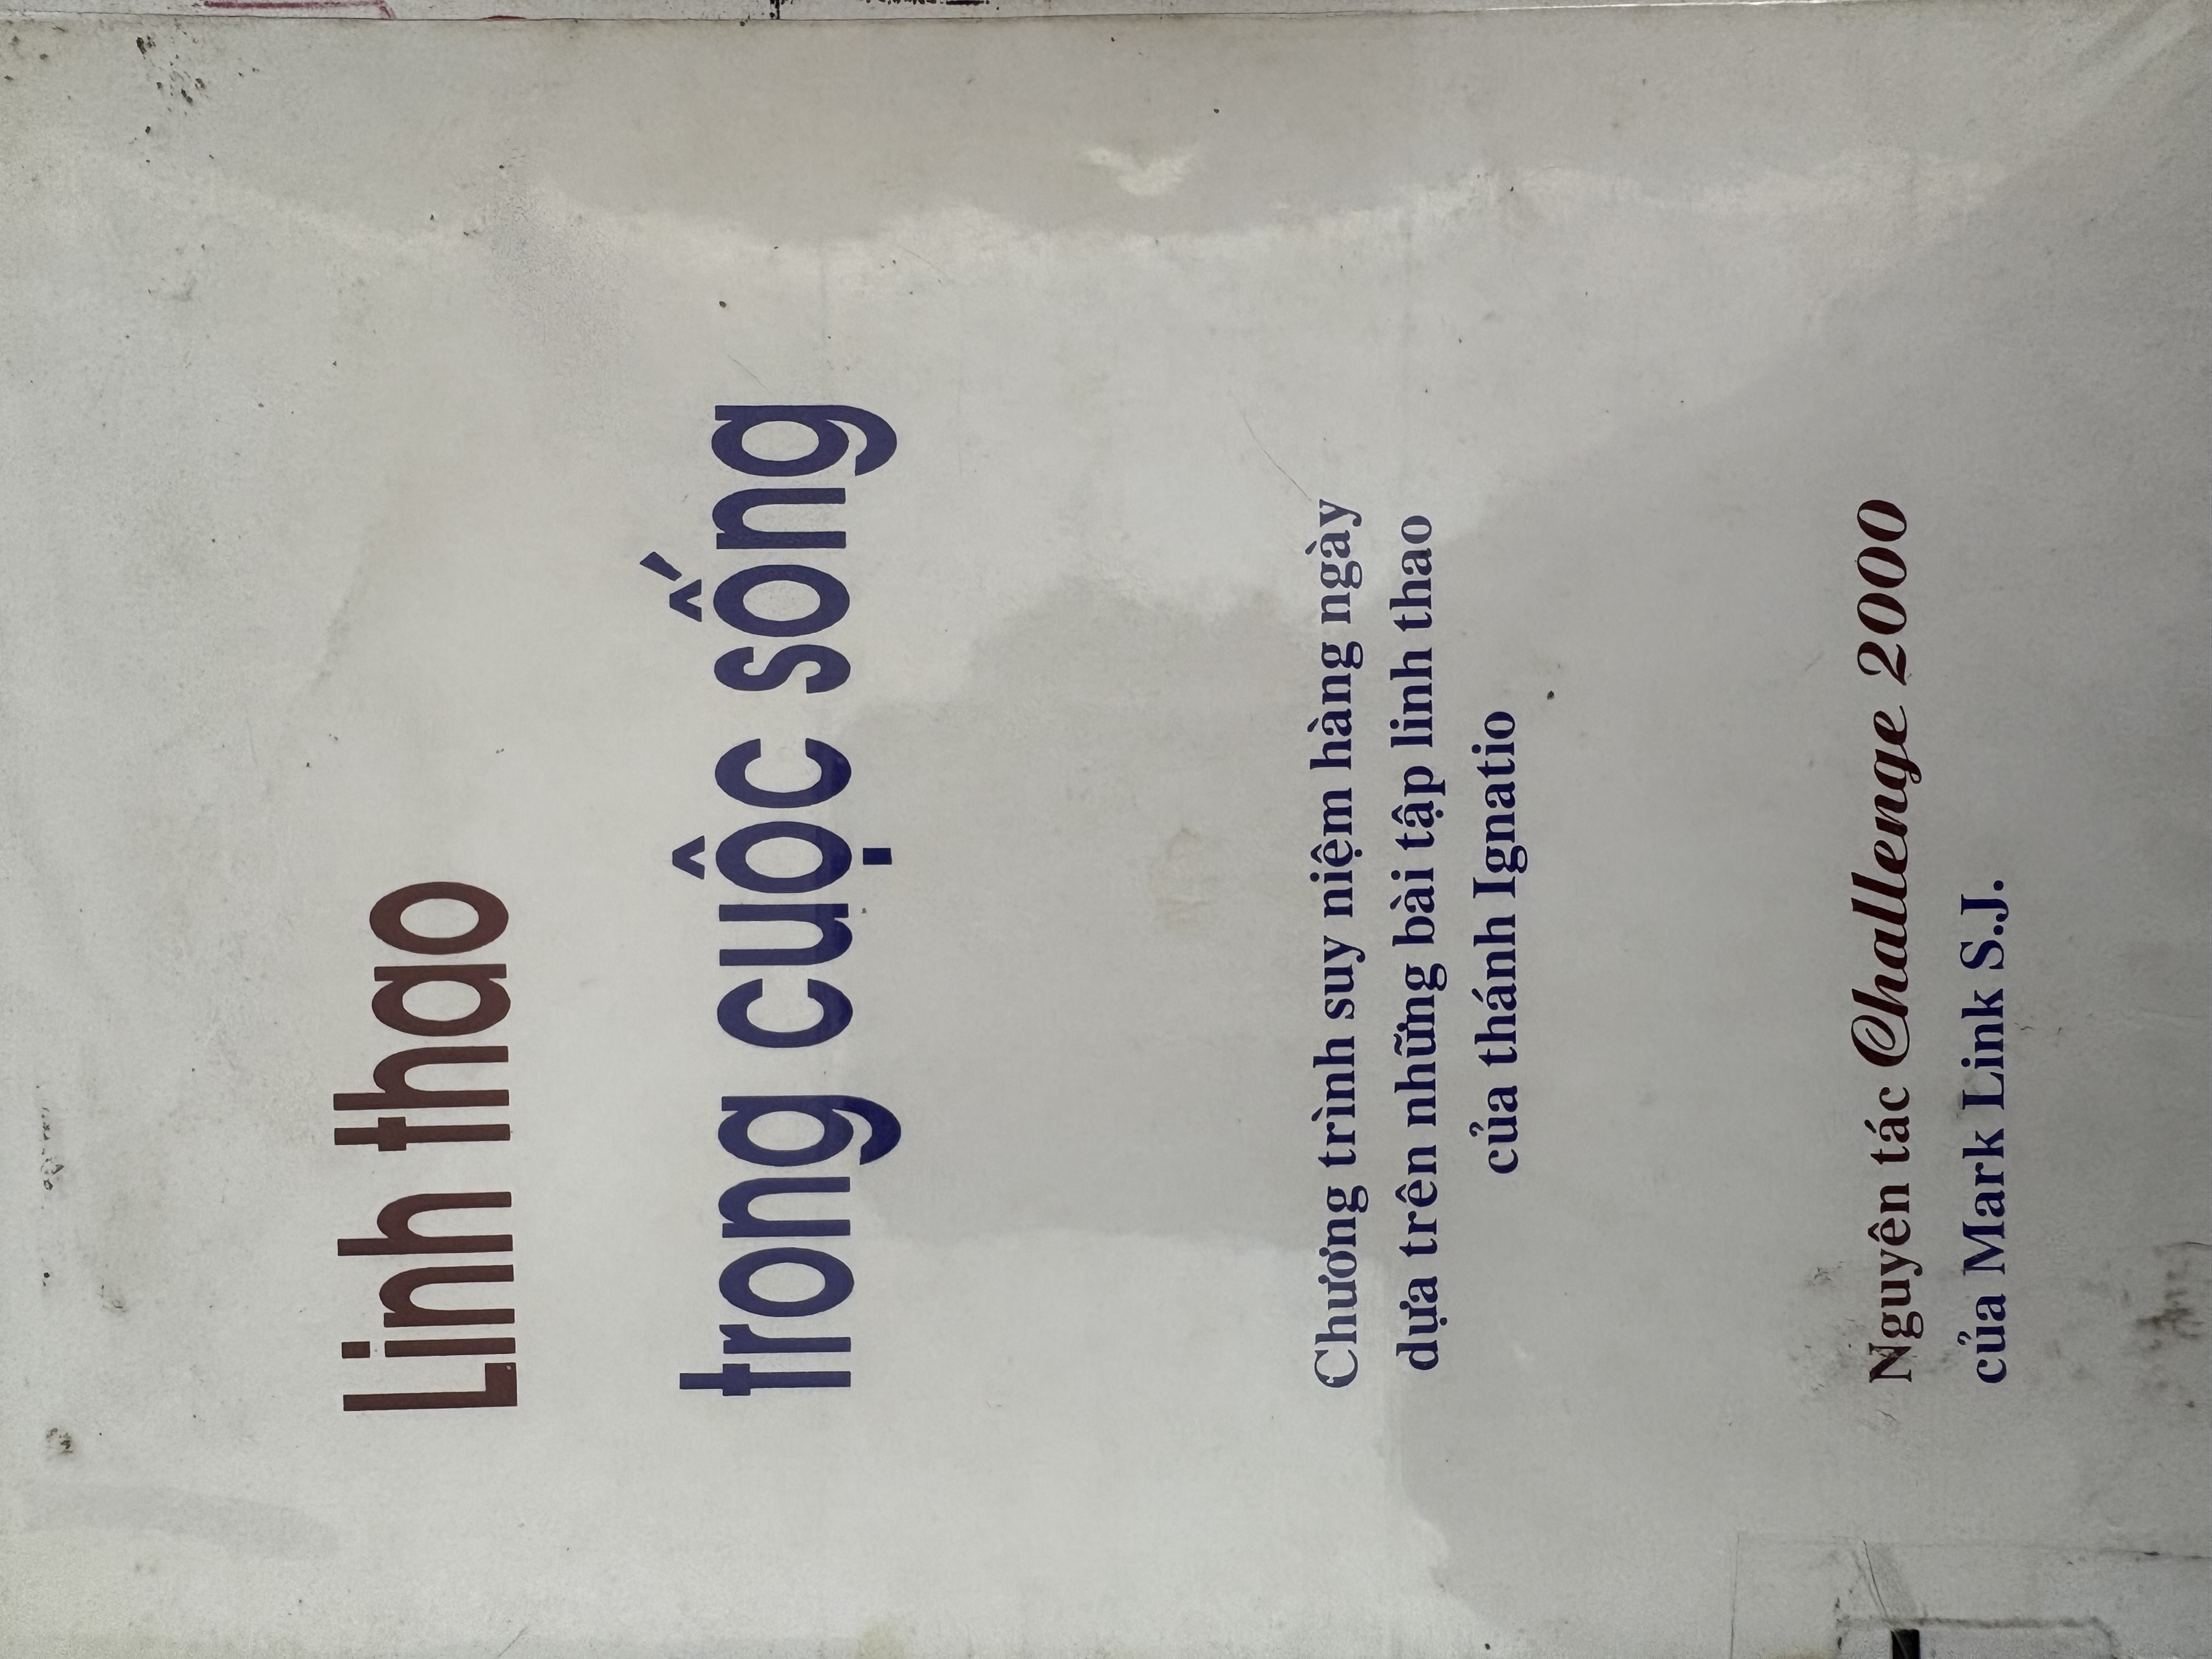 Linh thao
trong cuộc sống
Chương trình suy niệm hàng ngày
dựa trên những bài tập linh thao
của thánh Ignatio
Nguyên tác Challenge 2000
của Mark Link S.J.